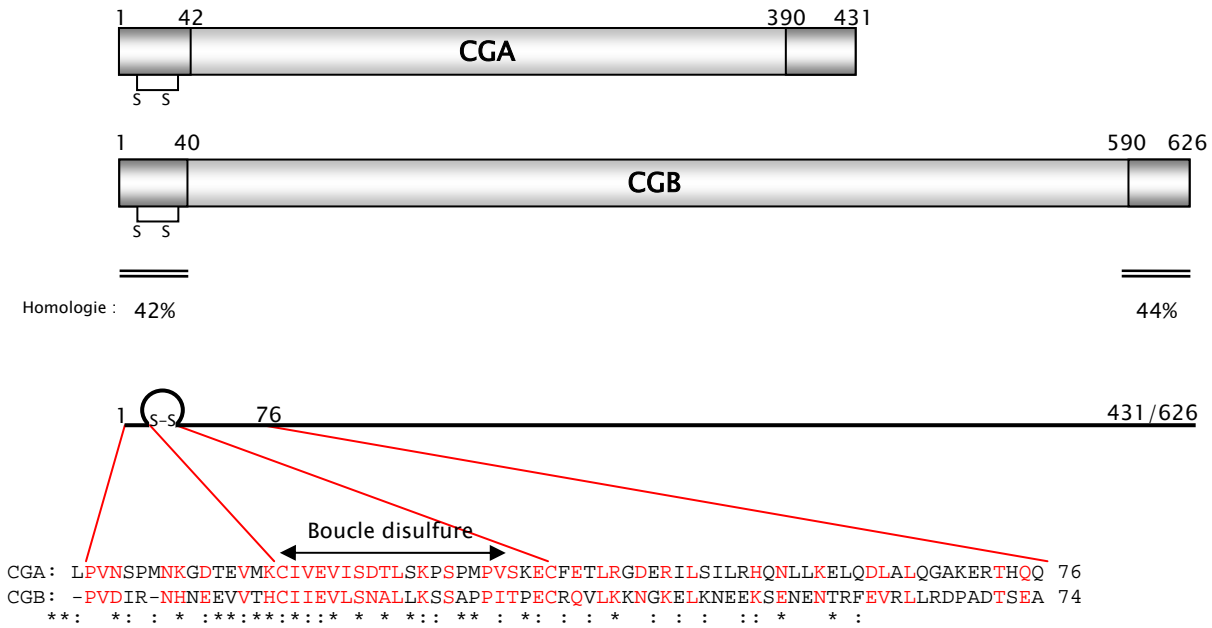 1 42 390 431
CGA
S S
1 40 590 626
CGB
S S
Homologie : 42% 44%
1 S-S 76 431/626
Boucle disulfure
CGA: LPVNSPMNKGDTEVMKCIVEVISDTLSKPSPMPVSKECFETLRGDERILSILRHQNLLKELQDLALQGAKERTHQQ 76
CGB: -PVDIR-NHNEEVVTHCIIEVLSNALLKSSAPPITPECRQVLKKNGKELKNEEKSENENTRFEVRLLRDPADTSEA 74
**: *: : * :**:**:*::* * * * *:: ** *: : : * : : :: * * :